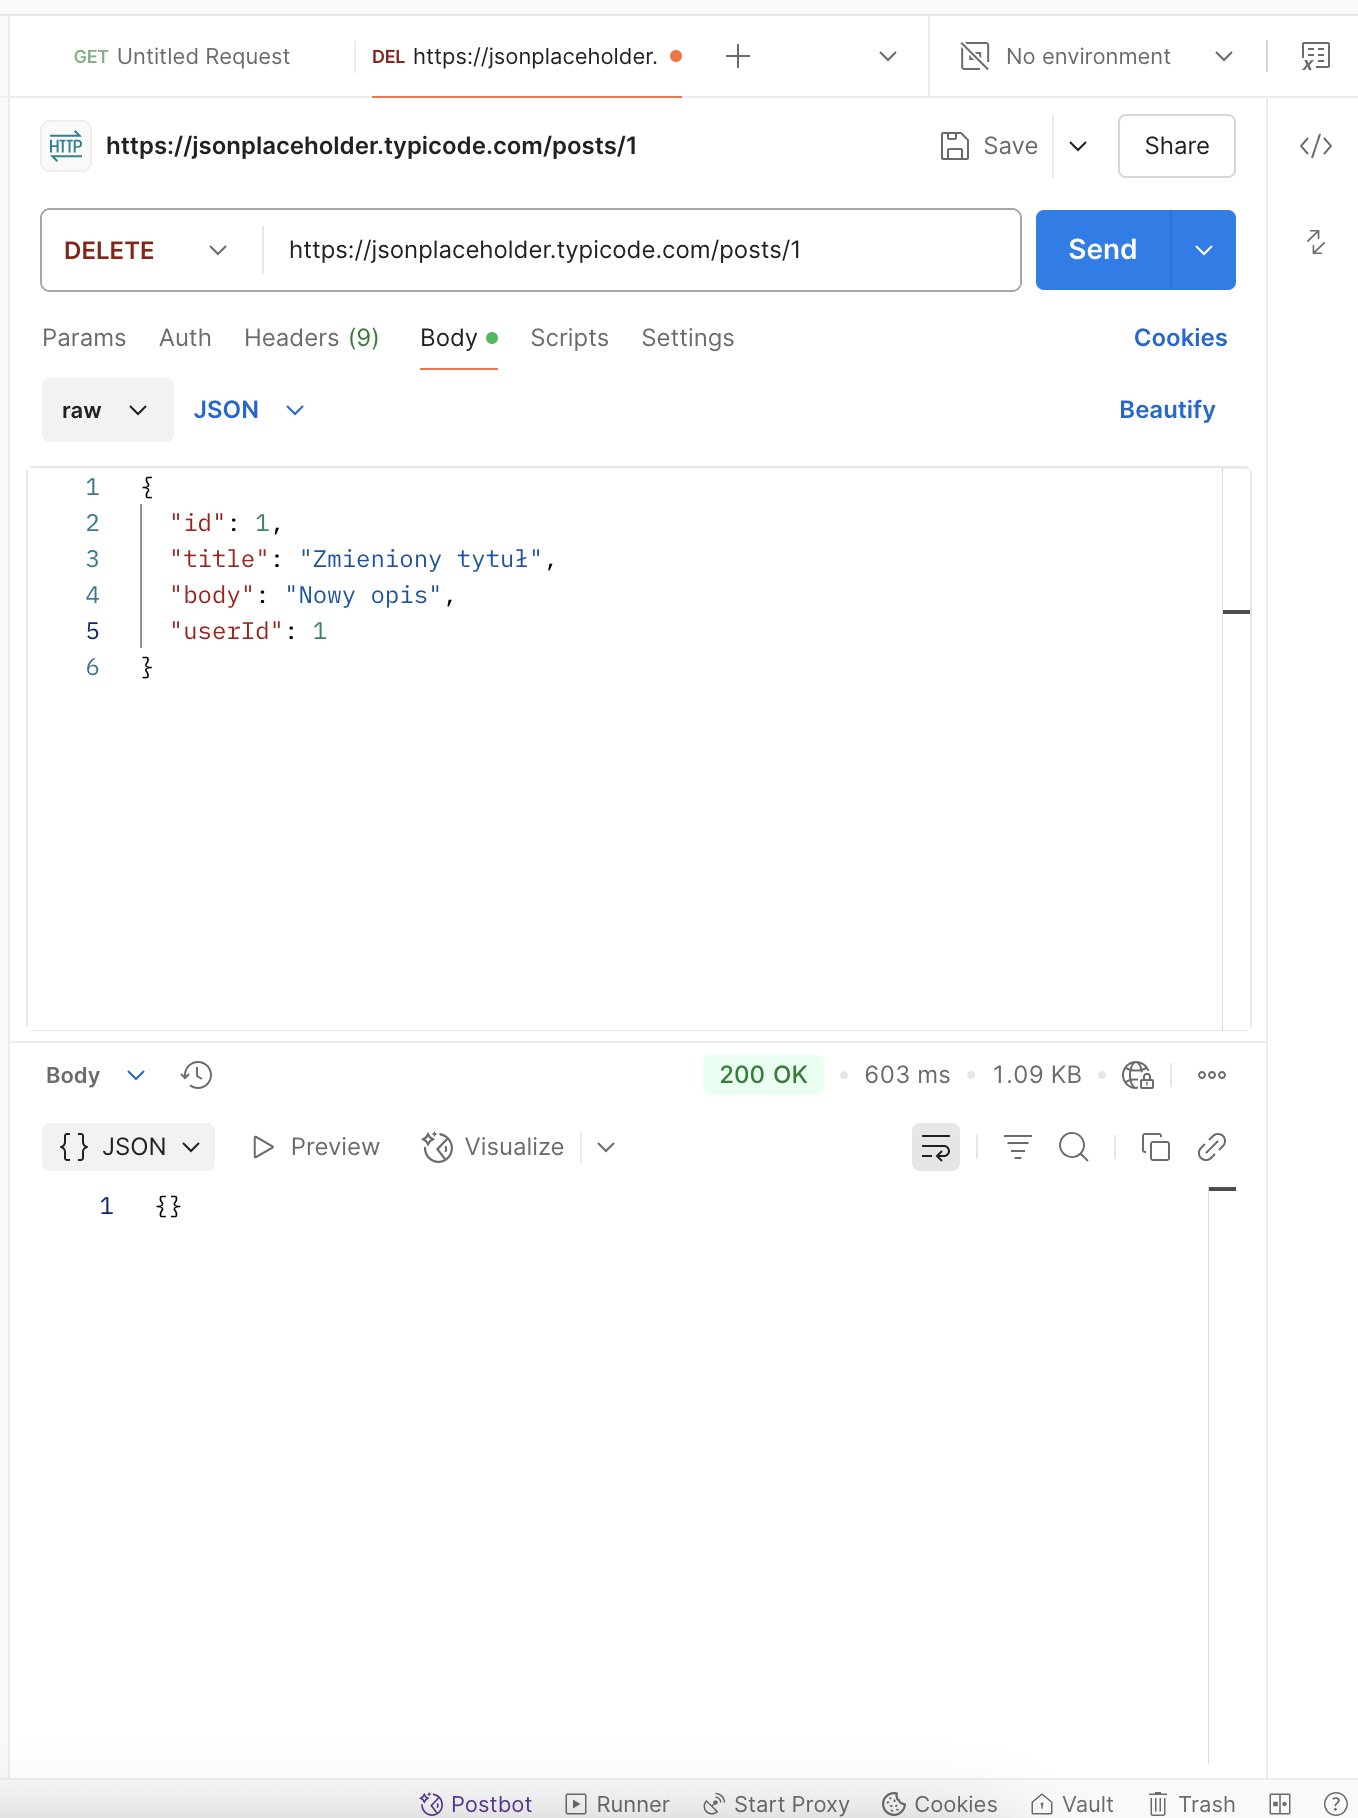 GET Untitled Request
DEL https://jsonplaceholder.
No environment
HTTP https://jsonplaceholder.typicode.com/posts/1
Save
Share
DELETE https://jsonplaceholder.typicode.com/posts/1
Send
Params Auth Headers (9) Body Scripts Settings Cookies
raw JSON Beautify
1 {
2 "id": 1,
3 "title": "Zmieniony tytuł",
4 "body": "Nowy opis",
5 "userId": 1
6 }
Body 200 OK 603 ms 1.09 KB
{} JSON Preview Visualize
1 {}
Postbot Runner Start Proxy Cookies Vault Trash